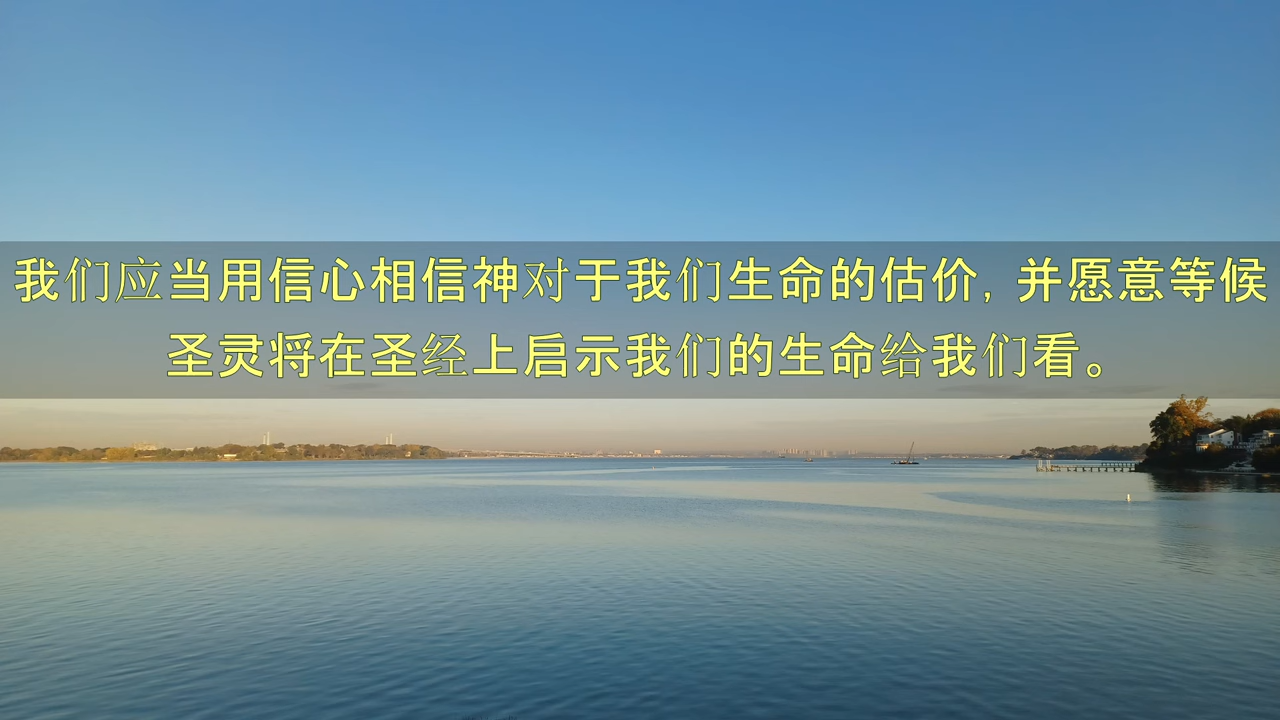 我们应当用信心相信神对于我们生命的估价, 并愿意等候
圣灵将在圣经上启示我们的生命给我们看。